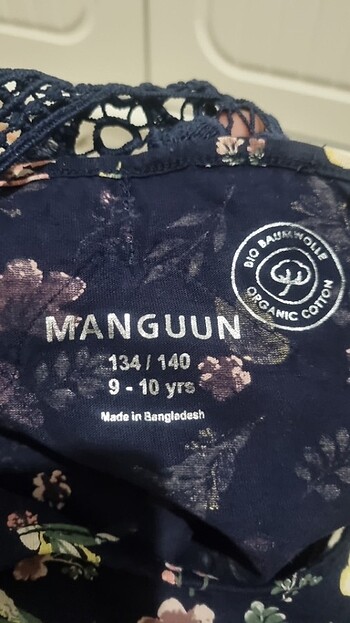 BIO BAUMWOLLE
ORGANIC COTTON
MANGUUN
134 / 140
9 - 10 yrs
Made in Bangladesh